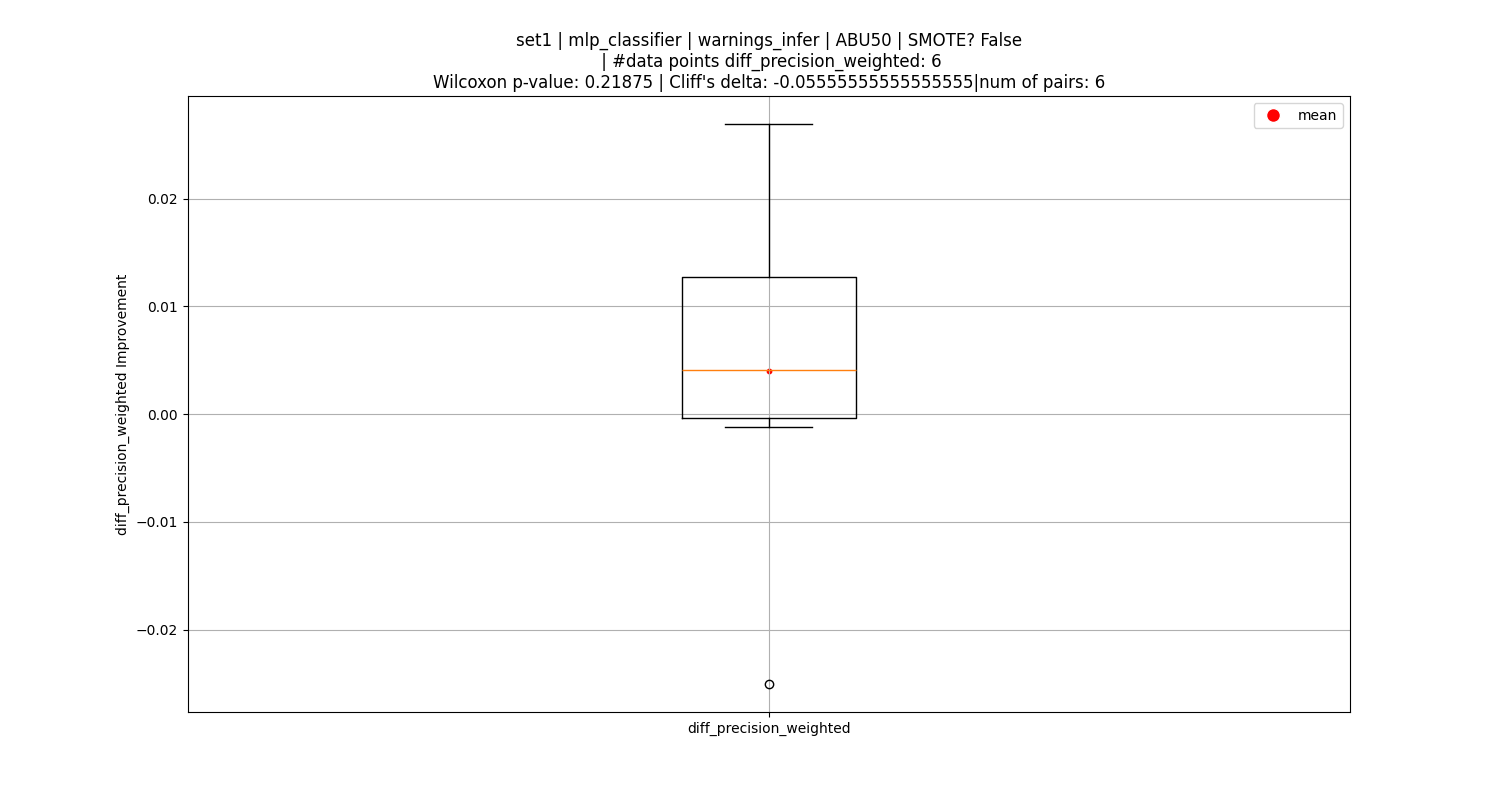 set1 | mlp_classifier | warnings_infer | ABU50 | SMOTE? False
| #data points diff_precision_weighted: 6
Wilcoxon p-value: 0.21875 | Cliff's delta: -0.05555555555555555|num of pairs: 6
mean
0.02
0.01
0.00
−0.01
−0.02
diff_precision_weighted Improvement
diff_precision_weighted